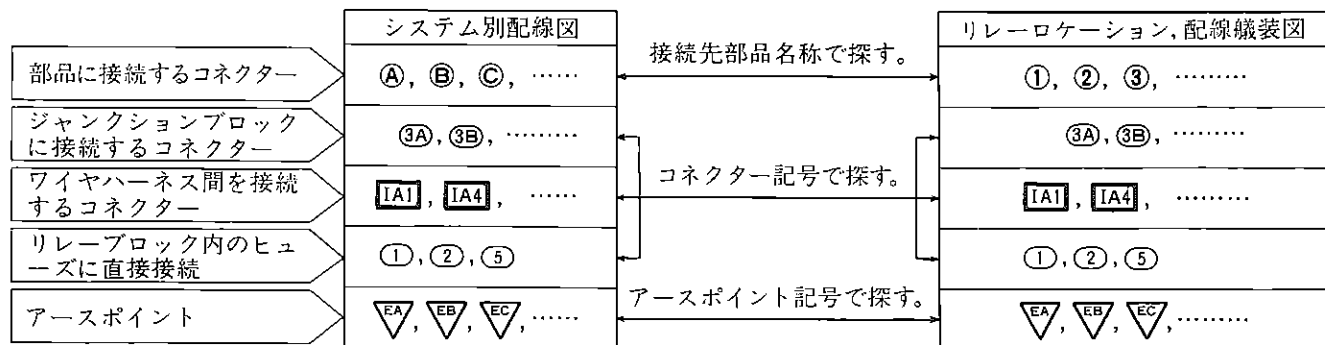 システム別配線図
リレーロケーション,配線艤装図
部品に接続するコネクター
Ⓐ, Ⓑ, Ⓒ, ……
接続先部品名称で探す。
①, ②, ③, ………
ジャンクションブロック
に接続するコネクター
3A, 3B, ………
3A, 3B, ………
ワイヤハーネス間を接続
するコネクター
IA1, IA4, ……
コネクター記号で探す。
IA1, IA4, ………
リレーブロック内のヒュ
ーズに直接接続
1, 2, 5
1, 2, 5
アースポイント
EA, EB, EC, ……
アースポイント記号で探す。
EA, EB, EC, ………